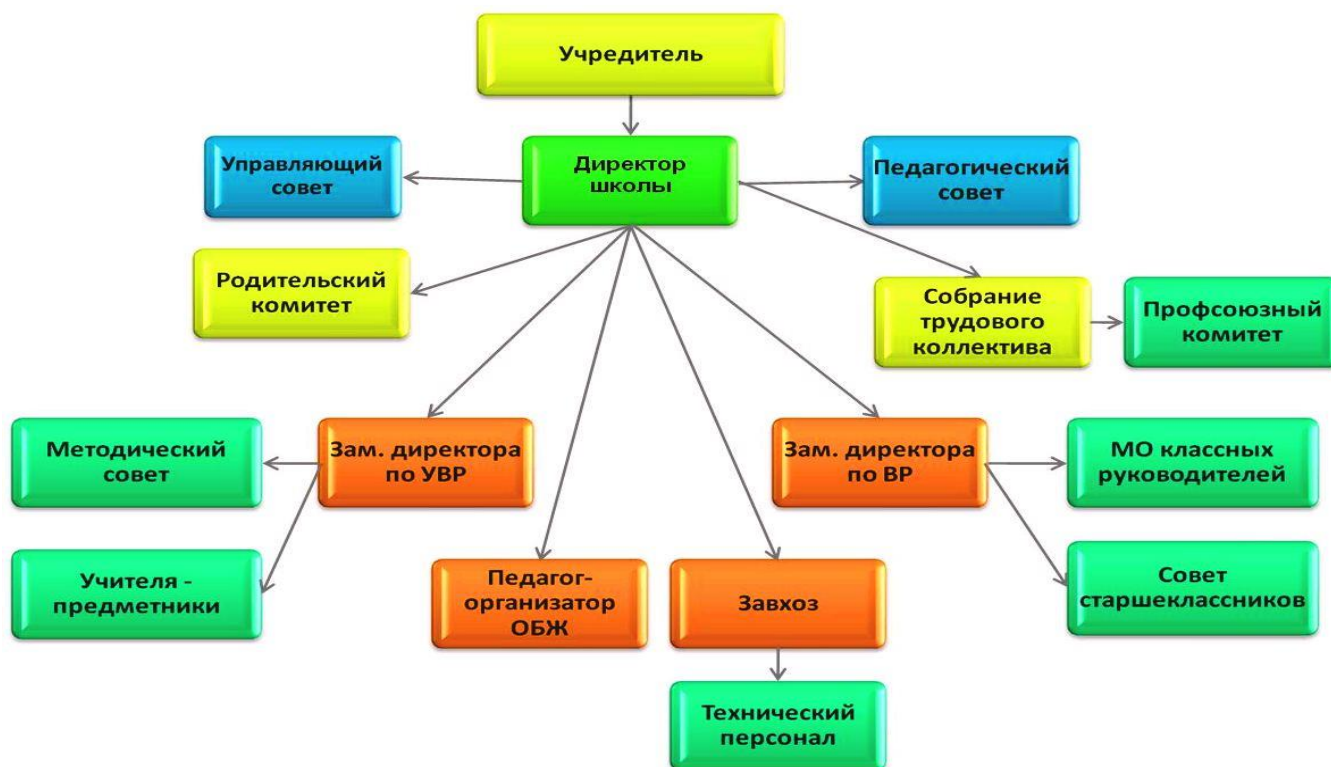 Учредитель
Управляющий
совет
Директор
школы
Педагогический
совет
Родительский
комитет
Собрание
трудового
коллектива
Профсоюзный
комитет
Методический
совет
Зам. директора
по УВР
Зам. директора
по ВР
МО классных
руководителей
Учителя -
предметники
Педагог-
организатор
ОБЖ
Завхоз
Совет
старшеклассников
Технический
персонал